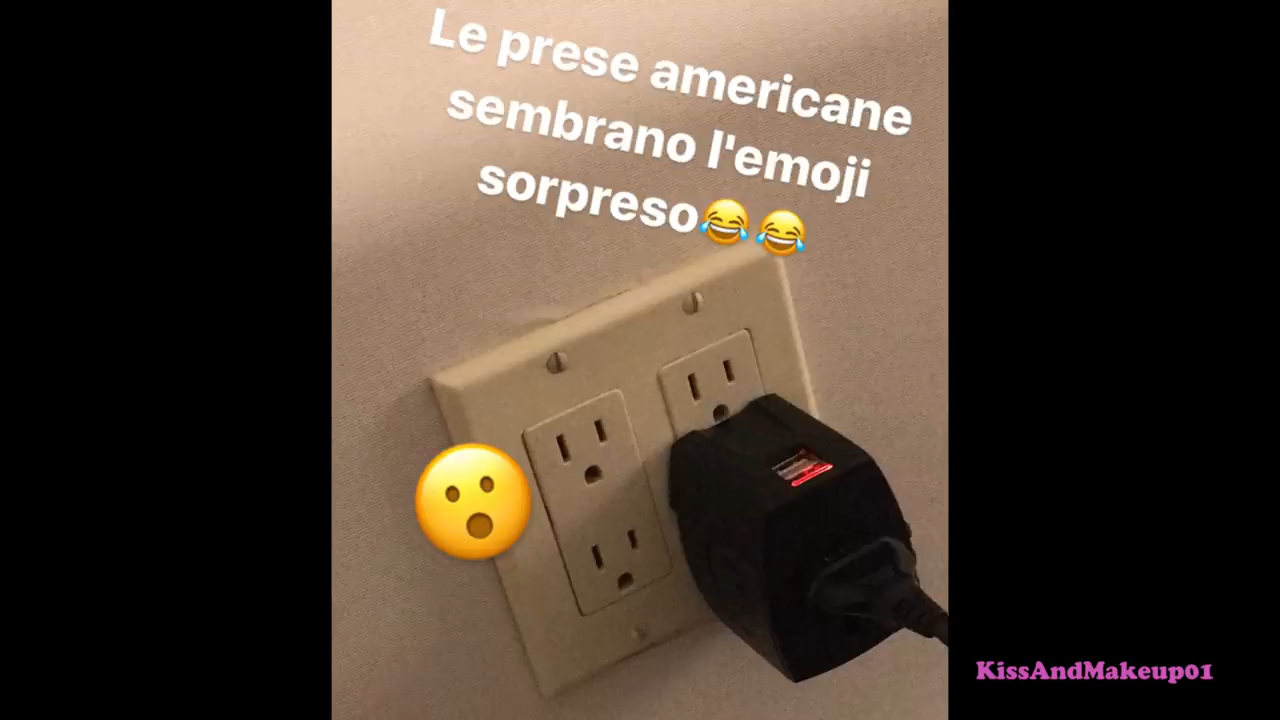 Le prese americane
sembrano l'emoji
sorpreso😂😂
KissAndMakeup01